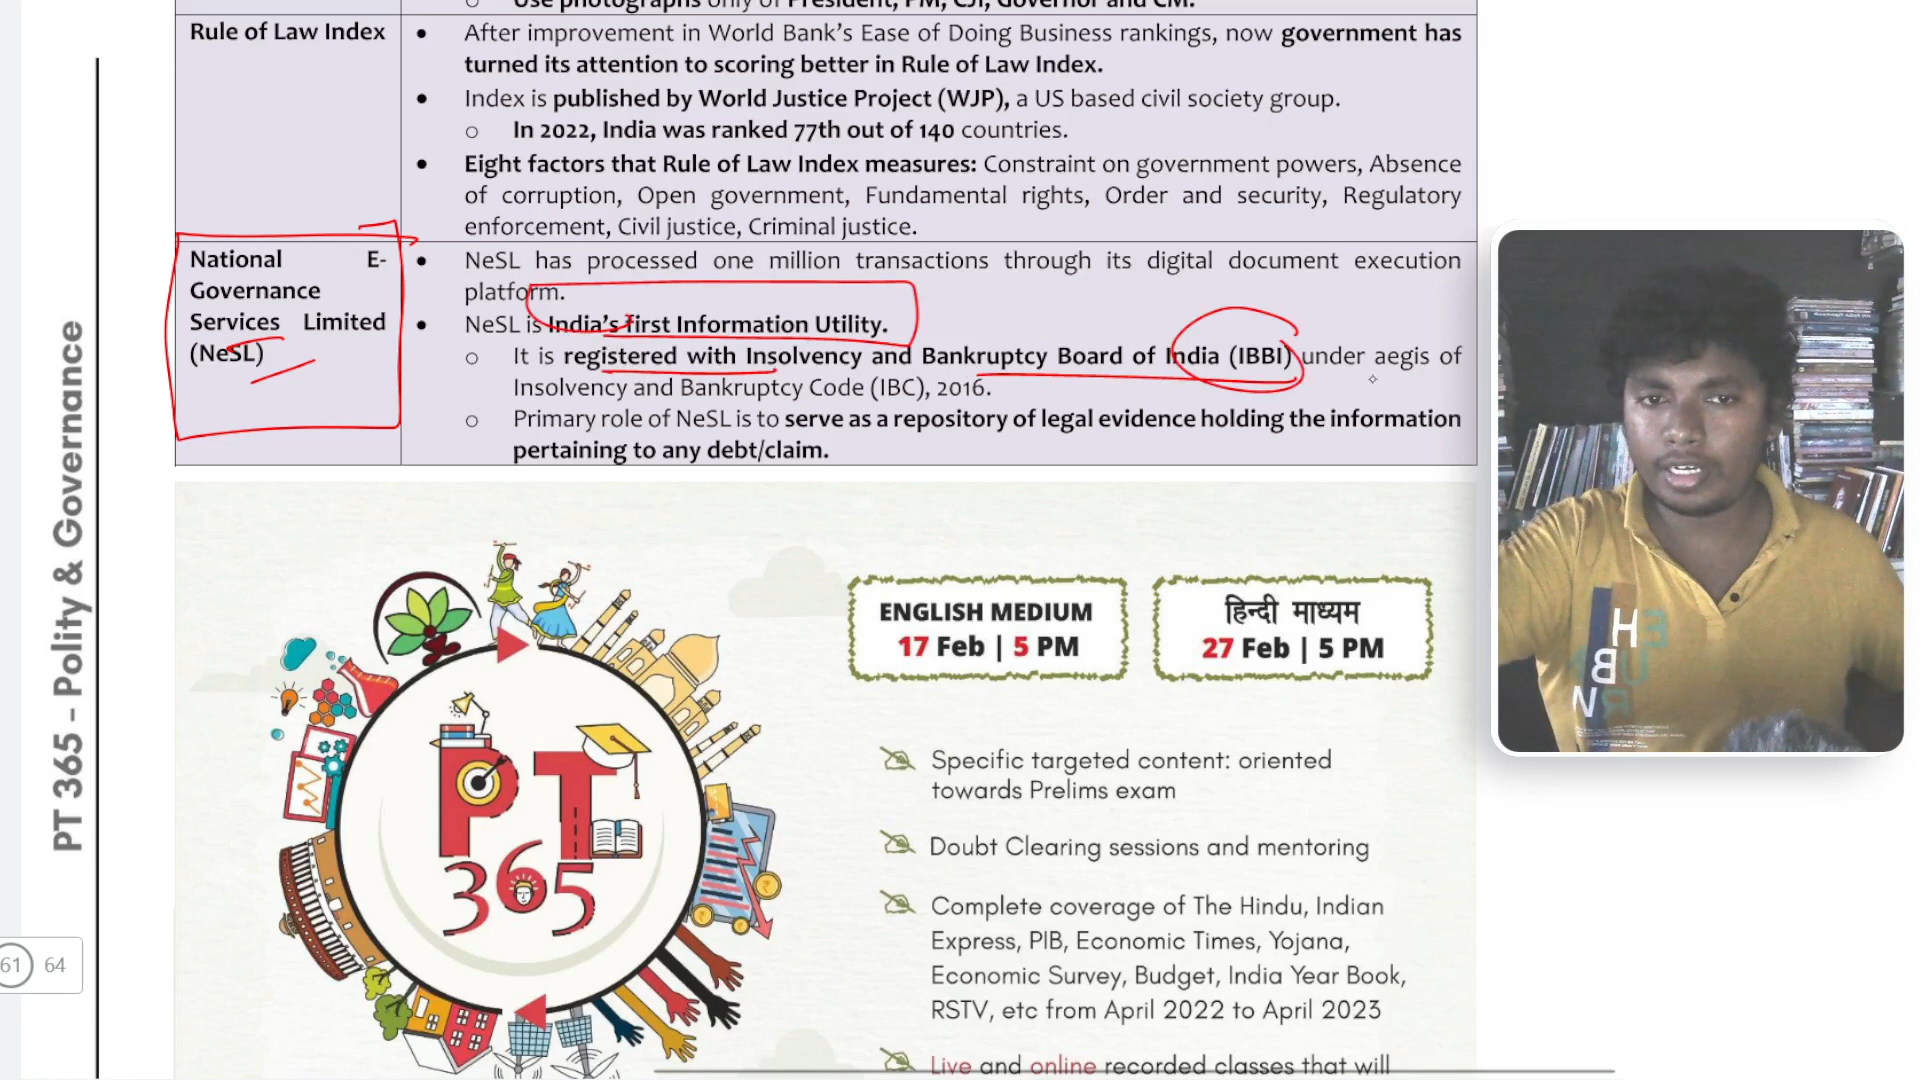 Use photographs only of President, PM, CJI, Governor and CM.
Rule of Law Index
After improvement in World Bank's Ease of Doing Business rankings, now government has
turned its attention to scoring better in Rule of Law Index.
Index is published by World Justice Project (WJP), a US based civil society group.
In 2022, India was ranked 77th out of 140 countries.
Eight factors that Rule of Law Index measures: Constraint on government powers, Absence
of corruption, Open government, Fundamental rights, Order and security, Regulatory
enforcement, Civil justice, Criminal justice.
National E-
Governance
Services Limited
(NeSL)
NeSL has processed one million transactions through its digital document execution
platform.
NeSL is India's first Information Utility.
It is registered with Insolvency and Bankruptcy Board of India (IBBI) under aegis of
Insolvency and Bankruptcy Code (IBC), 2016.
Primary role of NeSL is to serve as a repository of legal evidence holding the information
pertaining to any debt/claim.
PT 365 - Polity & Governance
61 64
PT
365
ENGLISH MEDIUM
17 Feb | 5 PM
हिन्दी माध्यम
27 Feb | 5 PM
Specific targeted content: oriented
towards Prelims exam
Doubt Clearing sessions and mentoring
Complete coverage of The Hindu, Indian
Express, PIB, Economic Times, Yojana,
Economic Survey, Budget, India Year Book,
RSTV, etc from April 2022 to April 2023
Live and online recorded classes that will